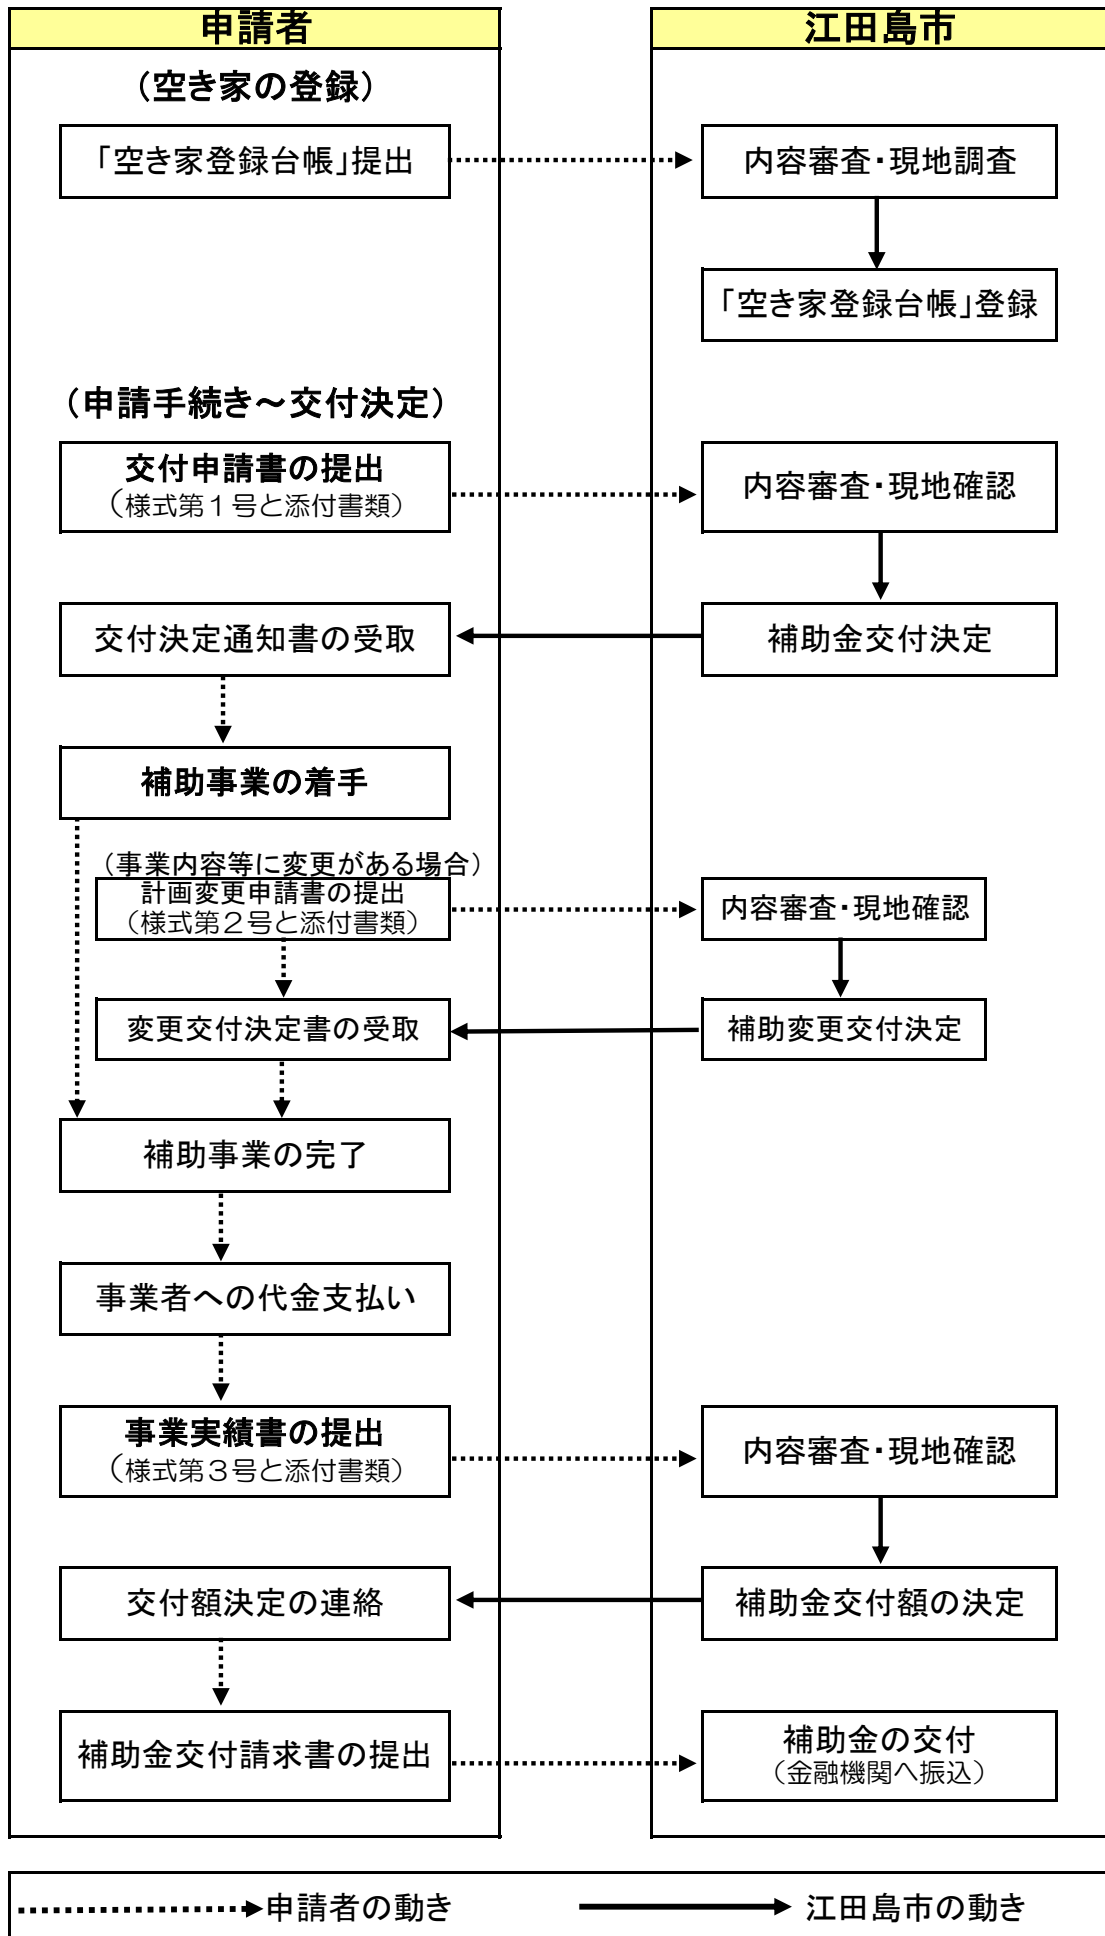 申請者
江田島市
（空き家の登録）
「空き家登録台帳」提出
内容審査・現地調査
「空き家登録台帳」登録
（申請手続き～交付決定）
交付申請書の提出
（様式第１号と添付書類）
内容審査・現地確認
交付決定通知書の受取
補助金交付決定
補助事業の着手
（事業内容等に変更がある場合）
計画変更申請書の提出
（様式第２号と添付書類）
内容審査・現地確認
変更交付決定書の受取
補助変更交付決定
補助事業の完了
事業者への代金支払い
事業実績書の提出
（様式第３号と添付書類）
内容審査・現地確認
交付額決定の連絡
補助金交付額の決定
補助金交付請求書の提出
補助金の交付
（金融機関へ振込）
申請者の動き
江田島市の動き